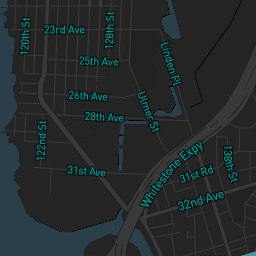 120th St
23rd Ave
128th St
25th Ave
Linden Pl
26th Ave
Ulmer St
28th Ave
122nd St
31st Ave
Whitestone Expy
31st Rd
138th St
32nd Ave